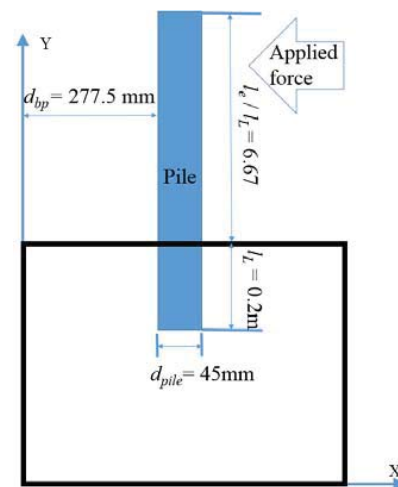 Y
Applied
force
d_bp = 277.5 mm
l_e / l_L = 6.67
Pile
l_L = 0.2m
d_pile = 45mm
X